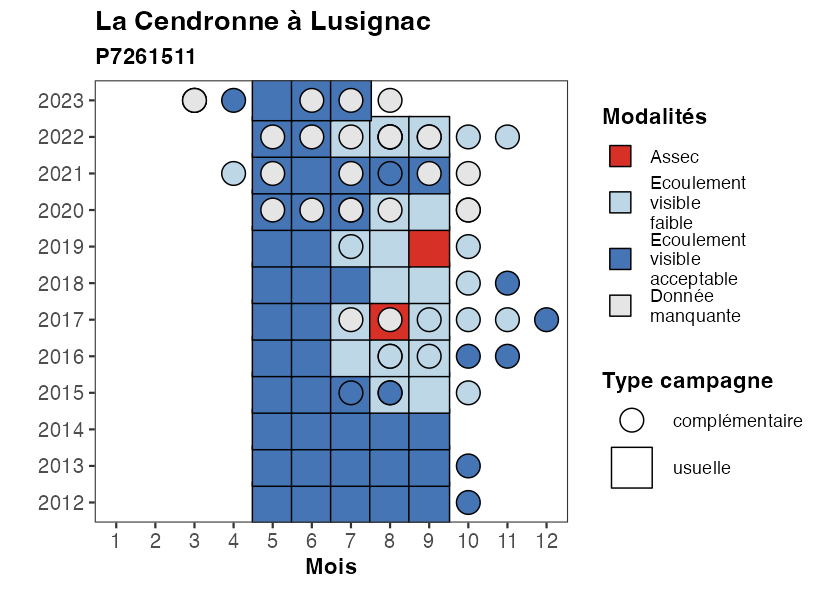 La Cendronne à Lusignac
P7261511
2023
2022
2021
2020
2019
2018
2017
2016
2015
2014
2013
2012
1 2 3 4 5 6 7 8 9 10 11 12
Mois
Modalités
Assec
Ecoulement
visible
faible
Ecoulement
visible
acceptable
Donnée
manquante
Type campagne
complémentaire
usuelle